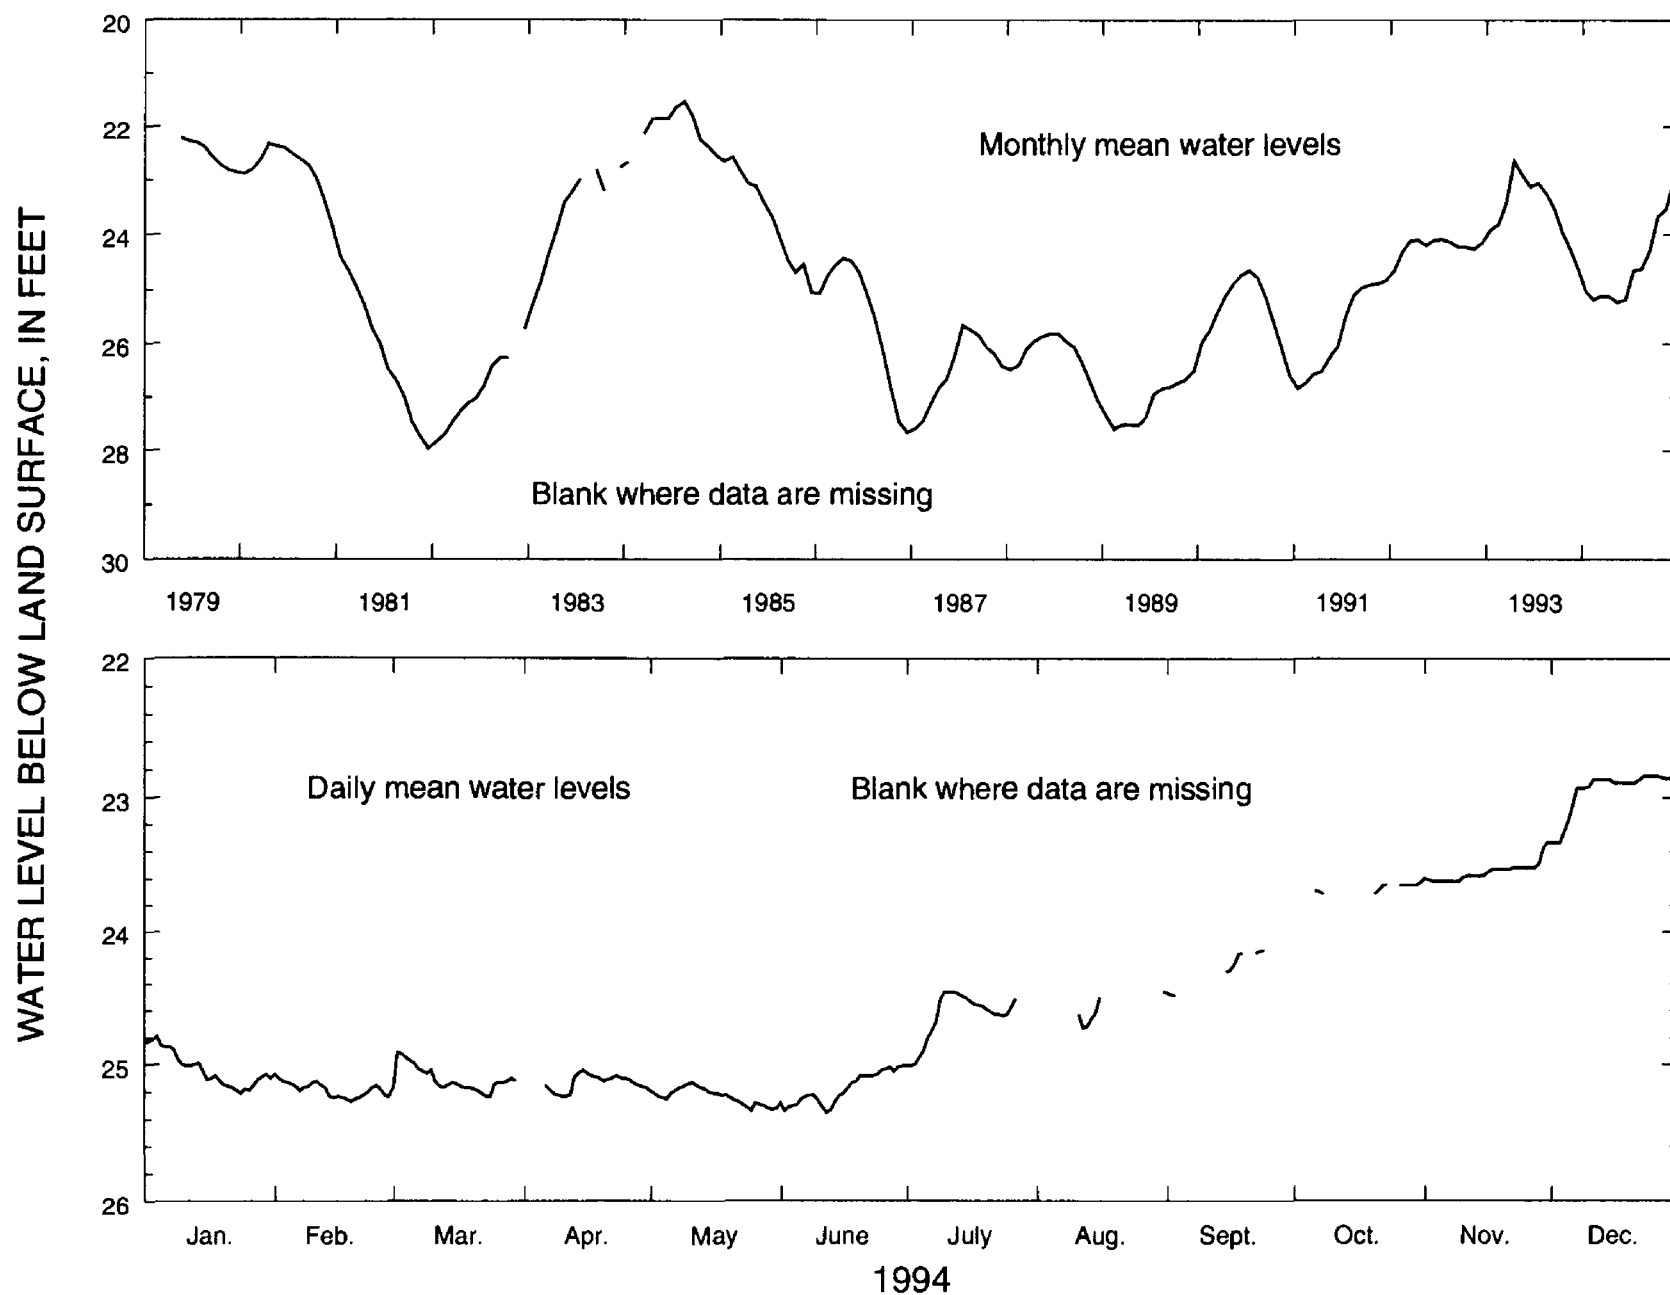 WATER LEVEL BELOW LAND SURFACE, IN FEET
20
22
24
26
28
30
Monthly mean water levels
Blank where data are missing
1979 1981 1983 1985 1987 1989 1991 1993
22
23
24
25
26
Daily mean water levels Blank where data are missing
Jan. Feb. Mar. Apr. May June July Aug. Sept. Oct. Nov. Dec.
1994